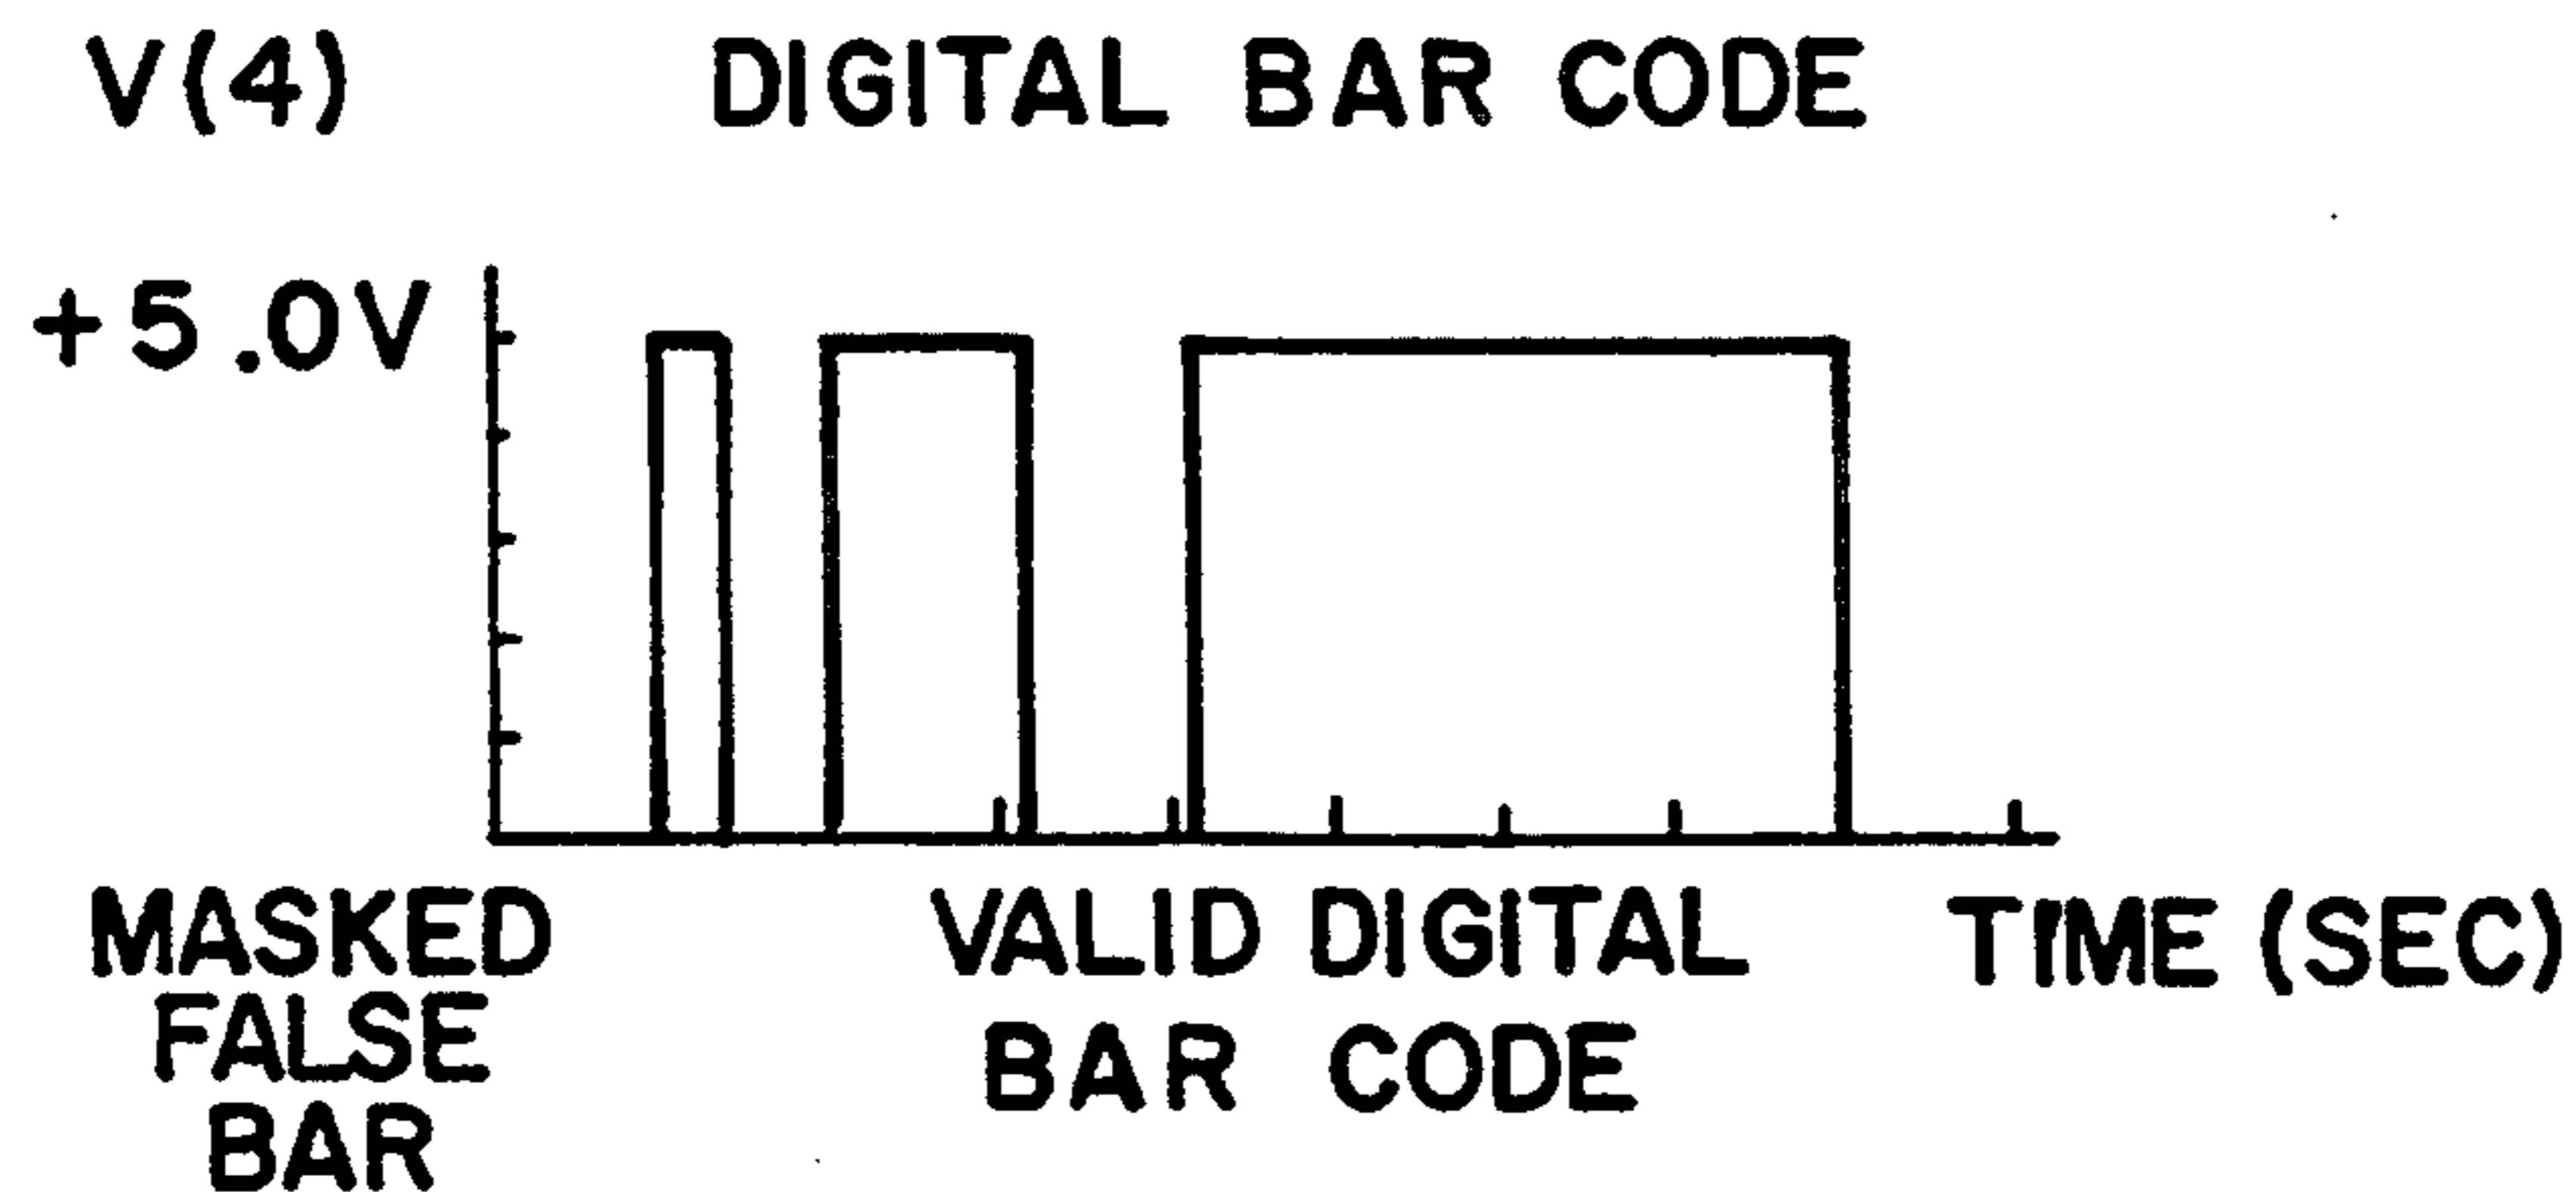 V(4) DIGITAL BAR CODE
+5.0V
MASKED FALSE BAR
VALID DIGITAL BAR CODE
TIME (SEC)